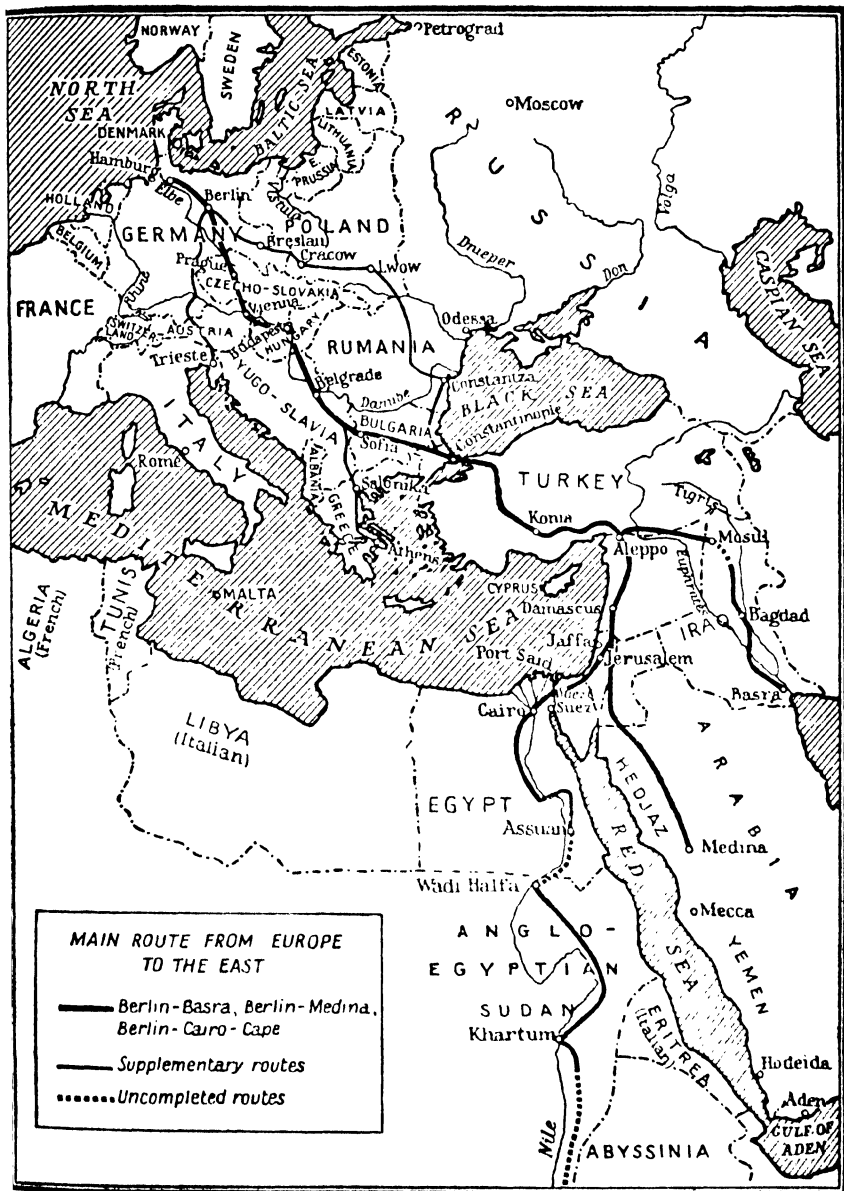 NORWAY
SWEDEN
Petrograd
ESTONIA
NORTH
SEA
BALTIC-SEA
LATVIA
LITHUANIA
Moscow
DENMARK
E.
PRUSSIA
RUSSIA
Hamburg
Elbe
Berlin
Volga
HOLLAND
BELGIUM
GERMANY
POLAND
Breslau
Cracow
Lwow
Dnueper
Don
CASPIAN SEA
Prague
CZECHO-SLOVAKIA
Rhine
Vienna
FRANCE
SWITZER-
LAND
AUSTRIA
Budapest
HUNGARY
Odessa
Trieste
RUMANIA
YUGO-SLAVIA
Belgrade
Danube
Constantza
BLACK SEA
BULGARIA
Sofia
Constantinople
ITALY
Rome
ALBANIA
GREECE
Salonika
Athens
TURKEY
Konia
Tigris
Mosul
Aleppo
Euphrates
MEDITERRANEAN SEA
MALTA
CYPRUS
Damascus
IRA
Bagdad
ALGERIA
(French)
TUNIS
(French)
Jaffa
Port Said
Jerusalem
Basra
Cairo
Suez
LIBYA
(Italian)
ARABIA
HEDJAZ
EGYPT
Assuan
RED SEA
Medina
Wadi Halfa
Mecca
ANGLO-
EGYPTIAN
SUDAN
YEMEN
Khartum
ERITREA
(Italian)
Hodeida
Aden
GULF OF
ADEN
Nile
ABYSSINIA
MAIN ROUTE FROM EUROPE
TO THE EAST
Berlin-Basra, Berlin-Medina,
Berlin-Cairo-Cape
Supplementary routes
Uncompleted routes